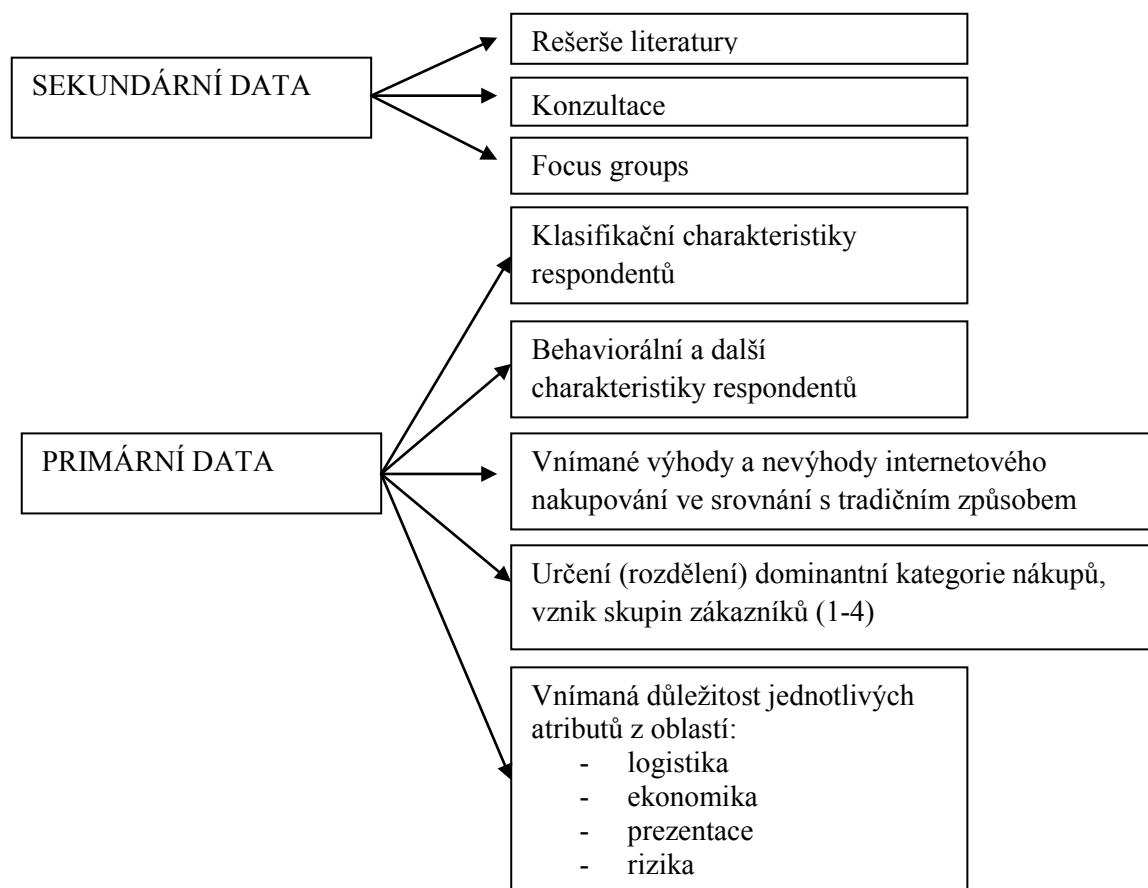 SEKUNDÁRNÍ DATA
Rešerše literatury
Konzultace
Focus groups
PRIMÁRNÍ DATA
Klasifikační charakteristiky
respondentů
Behaviorální a další
charakteristiky respondentů
Vnímané výhody a nevýhody internetového
nakupování ve srovnání s tradičním způsobem
Určení (rozdělení) dominantní kategorie nákupů,
vznik skupin zákazníků (1-4)
Vnímaná důležitost jednotlivých
atributů z oblastí:
- logistika
- ekonomika
- prezentace
- rizika